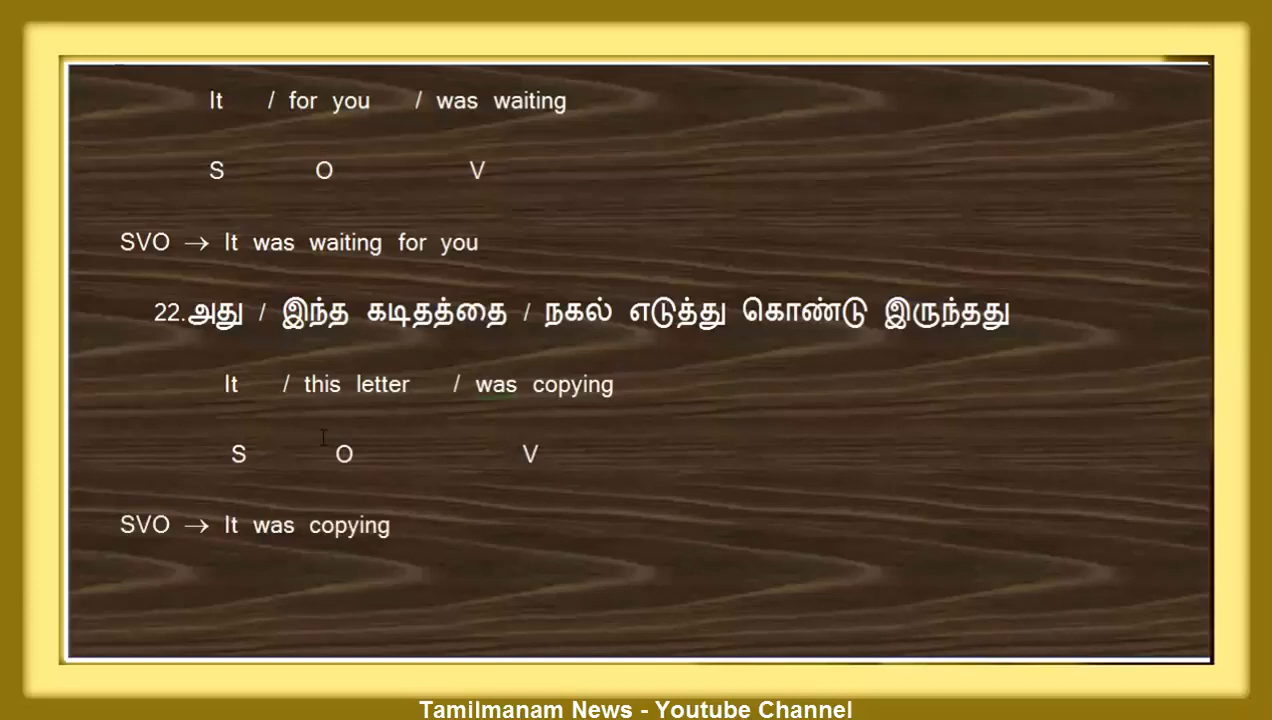 It / for you / was waiting
S O V
SVO → It was waiting for you
22.அது / இந்த கடிதத்தை / நகல் எடுத்து கொண்டு இருந்தது
It / this letter / was copying
S O V
SVO → It was copying
Tamilmanam News - Youtube Channel